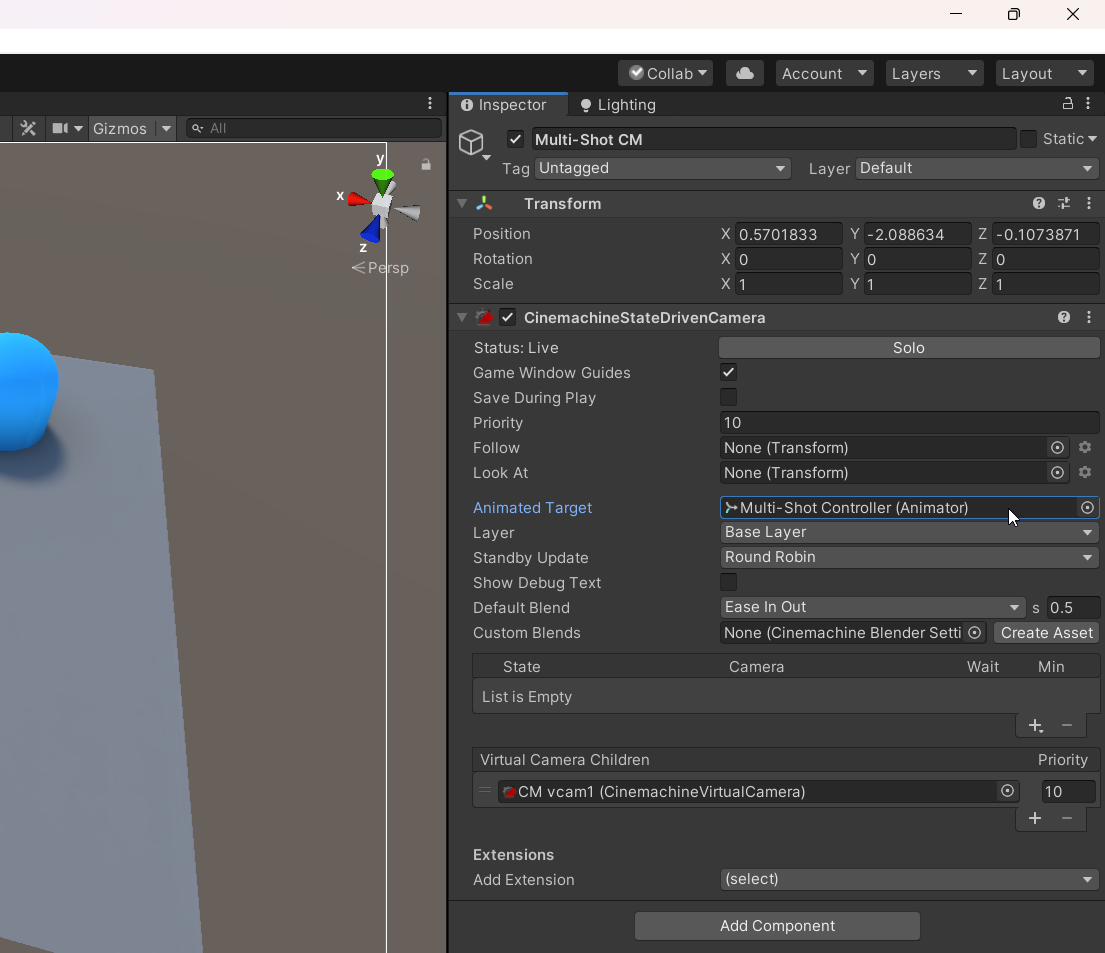 Collab
Account
Layers
Layout
Inspector
Lighting
Gizmos
All
Multi-Shot CM
Static
Tag
Untagged
Layer
Default
y
x
z
Persp
Transform
Position
X 0.5701833
Y -2.088634
Z -0.1073871
Rotation
X 0
Y 0
Z 0
Scale
X 1
Y 1
Z 1
CinemachineStateDrivenCamera
Status: Live
Solo
Game Window Guides
Save During Play
Priority
10
Follow
None (Transform)
Look At
None (Transform)
Animated Target
Multi-Shot Controller (Animator)
Layer
Base Layer
Standby Update
Round Robin
Show Debug Text
Default Blend
Ease In Out
s 0.5
Custom Blends
None (Cinemachine Blender Setti
Create Asset
State
Camera
Wait
Min
List is Empty
Virtual Camera Children
Priority
CM vcam1 (CinemachineVirtualCamera)
10
Extensions
Add Extension
(select)
Add Component